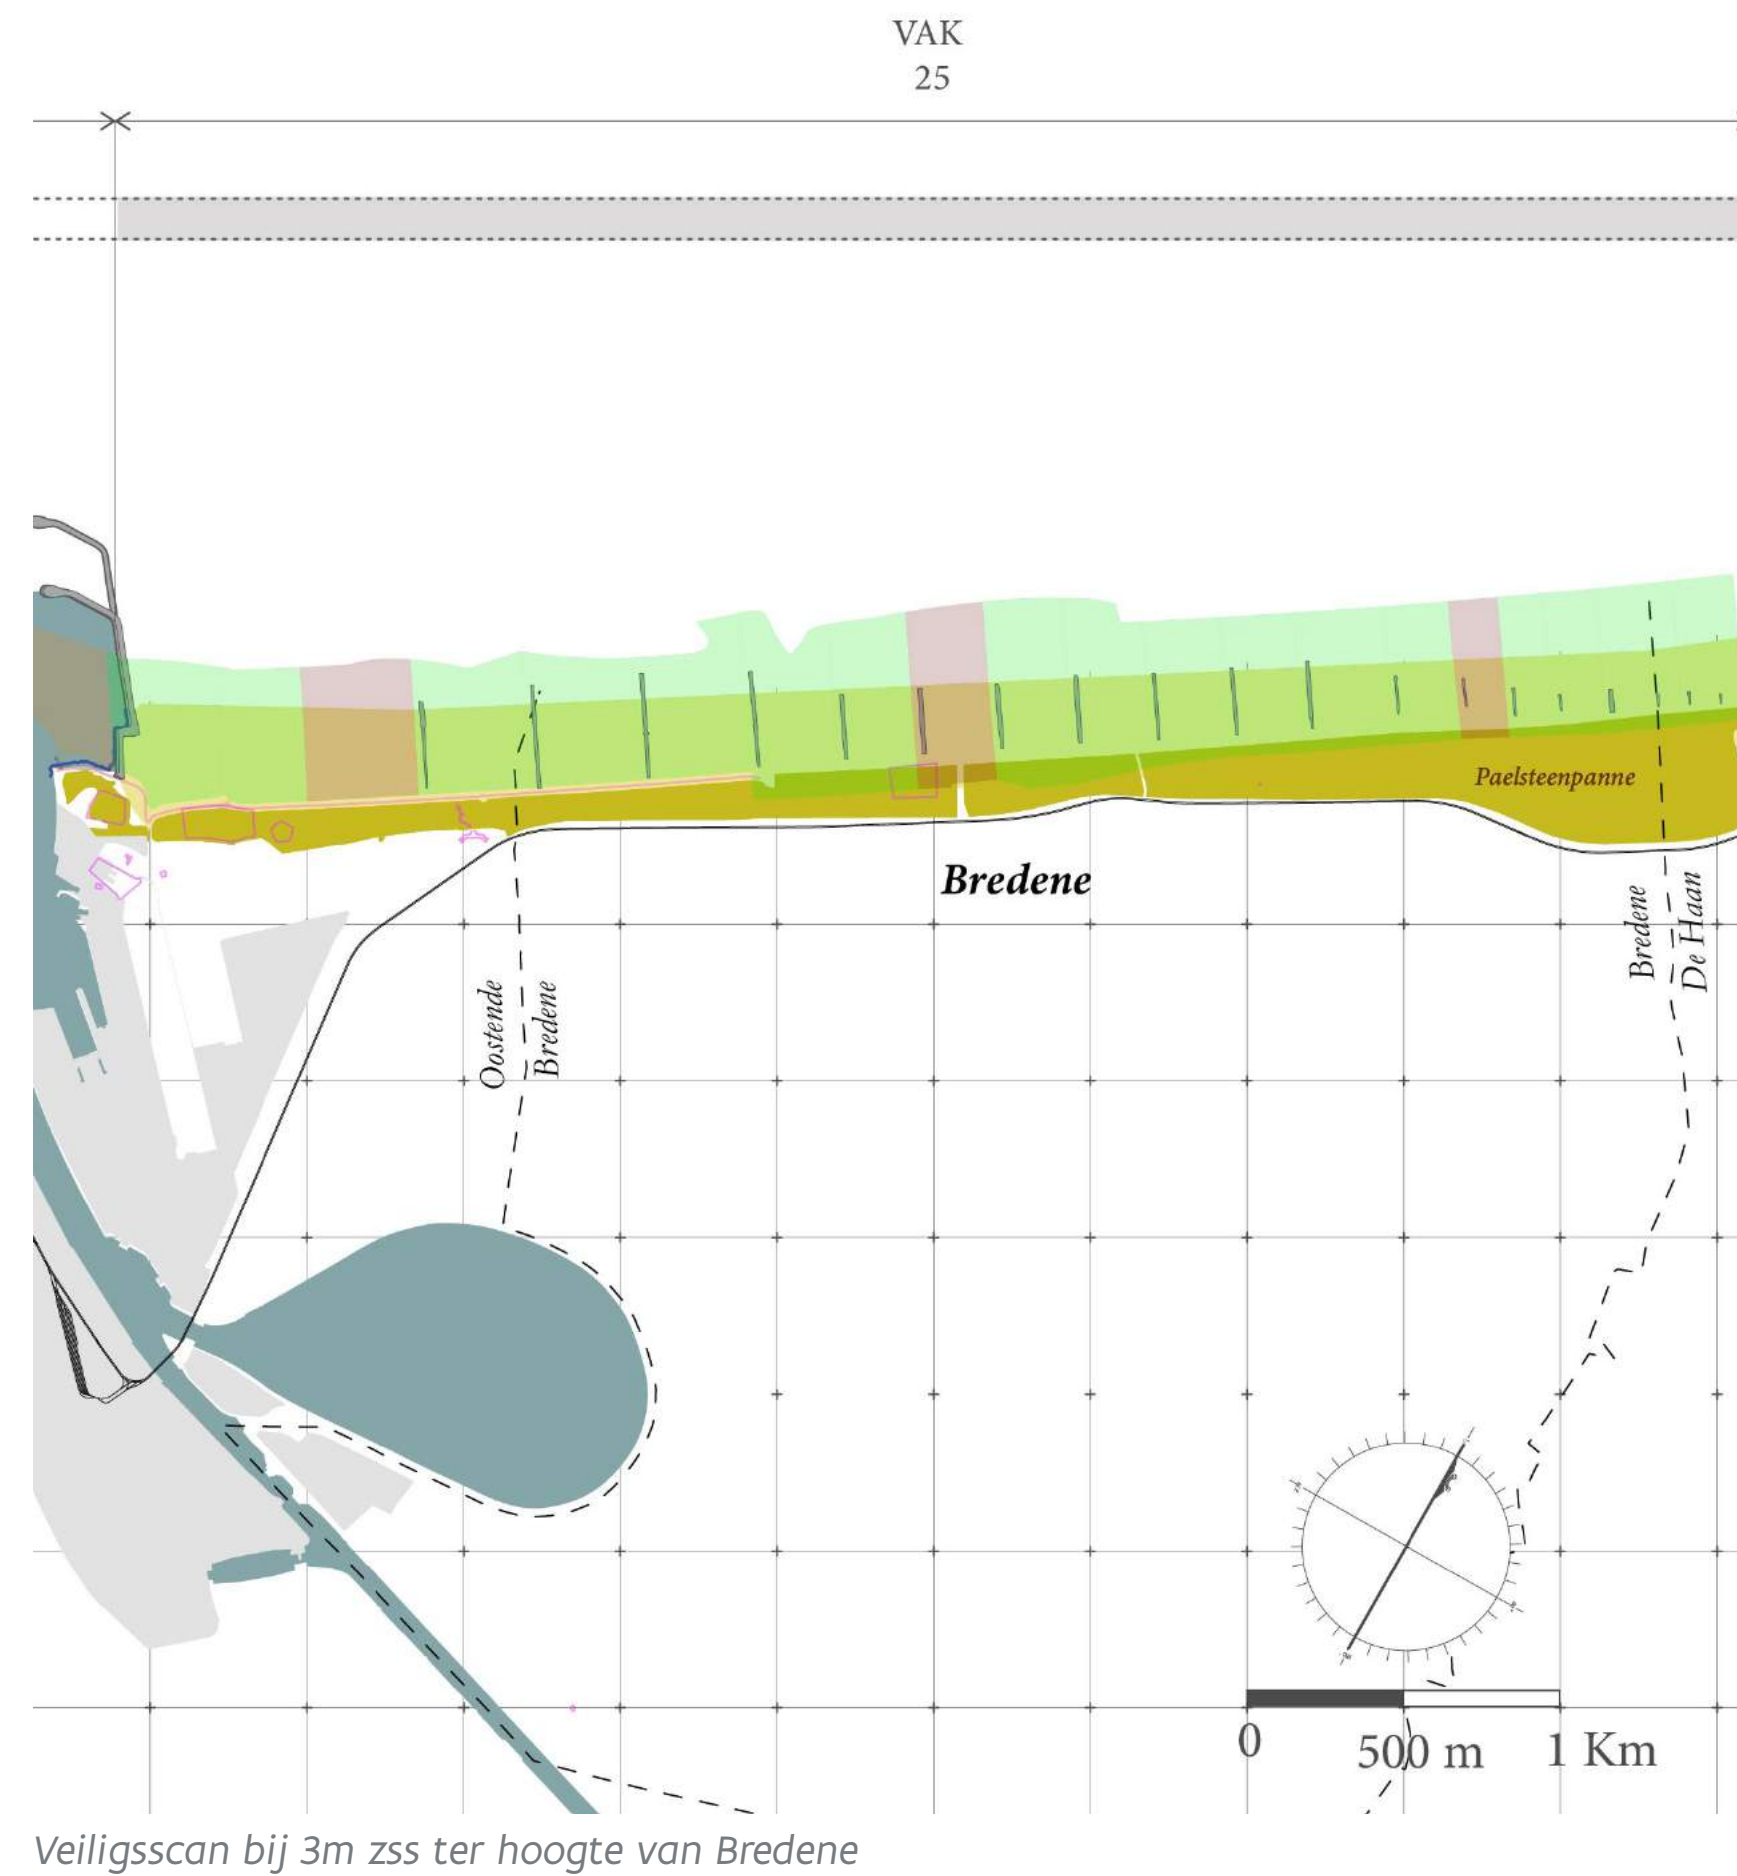 VAK
25
Paelsteenpanne
Bredene
Bredene
De Haan
Oostende
Bredene
0
500 m
1 Km
Veiligsscan bij 3m zss ter hoogte van Bredene